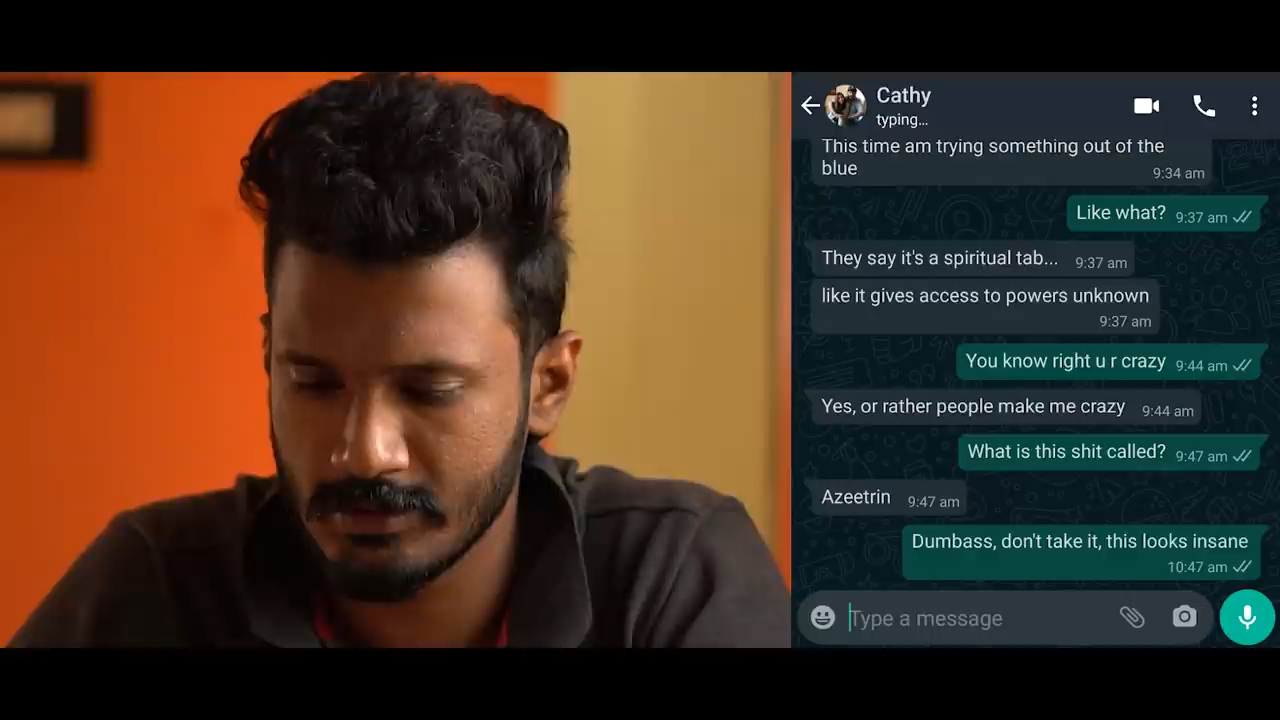 Cathy
typing...
This time am trying something out of the
blue
9:34 am
Like what? 9:37 am
They say it's a spiritual tab... 9:37 am
like it gives access to powers unknown
9:37 am
You know right u r crazy 9:44 am
Yes, or rather people make me crazy 9:44 am
What is this shit called? 9:47 am
Azeetrin 9:47 am
Dumbass, don't take it, this looks insane
10:47 am
Type a message